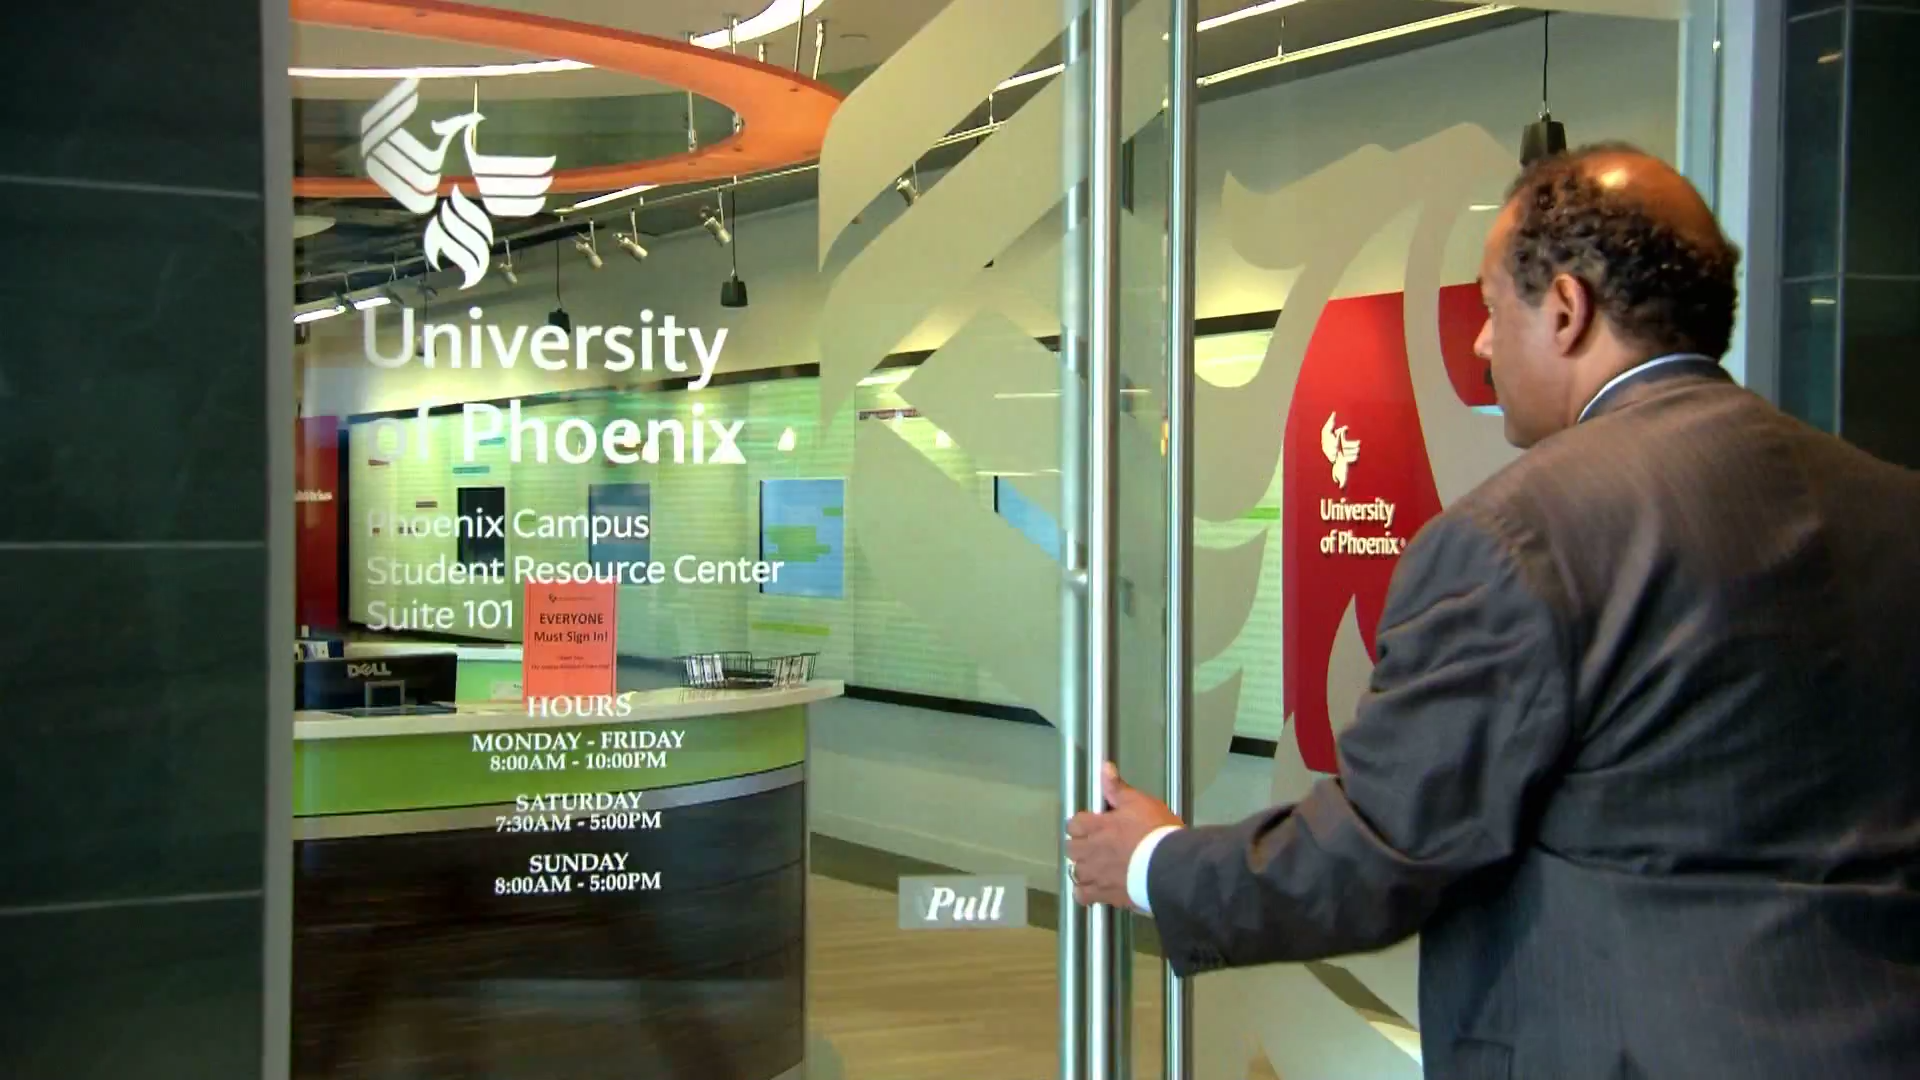 University
of Phoenix
Phoenix Campus
Student Resource Center
Suite 101
EVERYONE
Must Sign In!
DELL
HOURS
MONDAY - FRIDAY
8:00AM - 10:00PM
SATURDAY
7:30AM - 5:00PM
SUNDAY
8:00AM - 5:00PM
Pull
University
of Phoenix